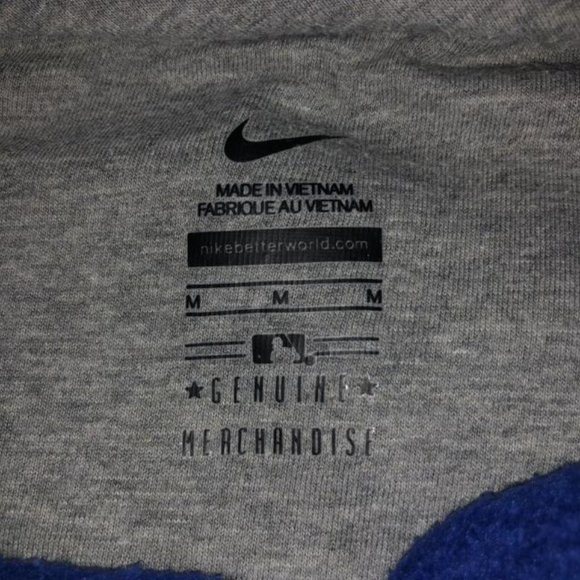 MADE IN VIETNAM
FABRIQUE AU VIETNAM
nikebetterworld.com
M M M
GENUINE
MERCHANDISE